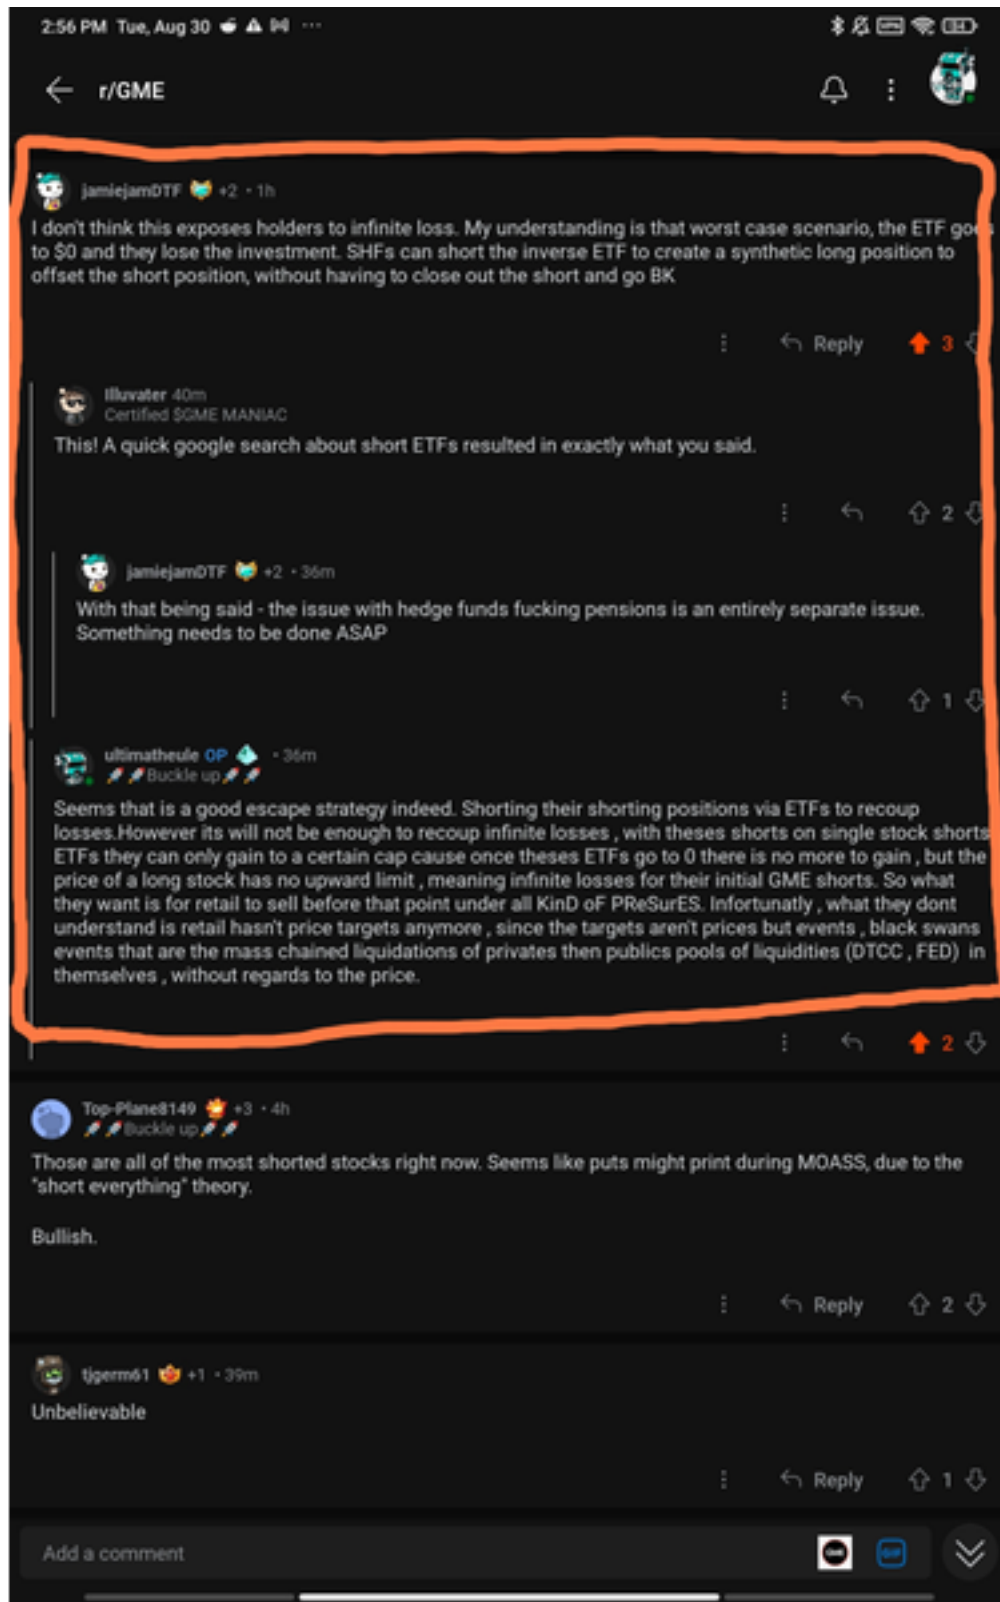 2:56 PM Tue, Aug 30
r/GME
jamiejamDTF +2 • 1h
I don't think this exposes holders to infinite loss. My understanding is that worst case scenario, the ETF goes
to $0 and they lose the investment. SHFs can short the inverse ETF to create a synthetic long position to
offset the short position, without having to close out the short and go BK
Reply 3
Illuvater 40m
Certified $GME MANIAC
This! A quick google search about short ETFs resulted in exactly what you said.
2
jamiejamDTF +2 • 36m
With that being said - the issue with hedge funds fucking pensions is an entirely separate issue.
Something needs to be done ASAP
1
ultimatheule OP • 36m
Buckle up
Seems that is a good escape strategy indeed. Shorting their shorting positions via ETFs to recoup
losses.However its will not be enough to recoup infinite losses , with theses shorts on single stock shorts
ETFs they can only gain to a certain cap cause once theses ETFs go to 0 there is no more to gain , but the
price of a long stock has no upward limit , meaning infinite losses for their initial GME shorts. So what
they want is for retail to sell before that point under all KinD oF PReSurES. Infortunatly , what they dont
understand is retail hasn't price targets anymore , since the targets aren't prices but events , black swans
events that are the mass chained liquidations of privates then publics pools of liquidities (DTCC , FED) in
themselves , without regards to the price.
2
Top-Plane8149 +3 • 4h
Buckle up
Those are all of the most shorted stocks right now. Seems like puts might print during MOASS, due to the
"short everything" theory.
Bullish.
Reply 2
tjgerm61 +1 • 39m
Unbelievable
Reply 1
Add a comment
GIF